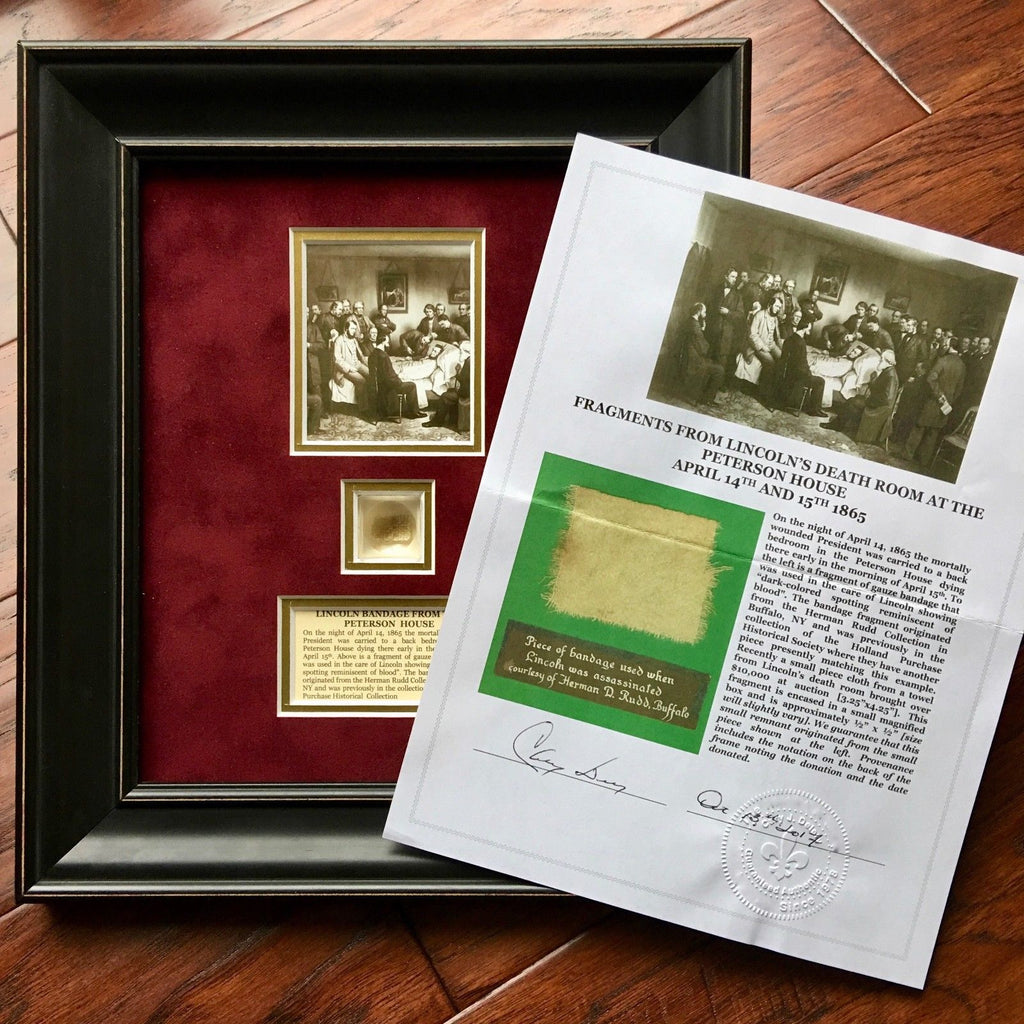 LINCOLN BANDAGE FROM
PETERSON HOUSE
On the night of April 14, 1865 the mortal
President was carried to a back bedr
Peterson House dying there early in the
April 15th. Above is a fragment of gauze
was used in the care of Lincoln showing
spotting reminiscent of blood". The ban
originated from the Herman Rudd Colle
NY and was previously in the collectio
Purchase Historical Collection
FRAGMENTS FROM LINCOLN'S DEATH ROOM AT THE
PETERSON HOUSE
APRIL 14TH AND 15TH 1865
On the night of April 14, 1865 the mortally
wounded President was carried to a back
bedroom in the Peterson House dying
there early in the morning of April 15th. To
the left is a fragment of gauze bandage that
was used in the care of Lincoln showing
"dark-colored spotting reminiscent of
blood". The bandage fragment originated
from the Herman Rudd Collection in
Buffalo, NY and was previously in the
collection of the Holland Purchase
Historical Society where they have another
piece presently matching this example.
Recently a small piece cloth from a towel
from Lincoln's death room brought over
$10,000 at auction [3.25"x4.25"]. This
fragment is encased in a small magnified
box and is approximately ½" x ½" [size
will slightly vary]. We guarantee that this
small remnant originated from the small
piece shown at the left. Provenance
includes the notation on the back of the
frame noting the donation and the date
donated.
Piece of bandage used when
Lincoln was assassinated
courtesy of Herman D. Rudd, Buffalo
Guaranteed Authentic
Since 1978